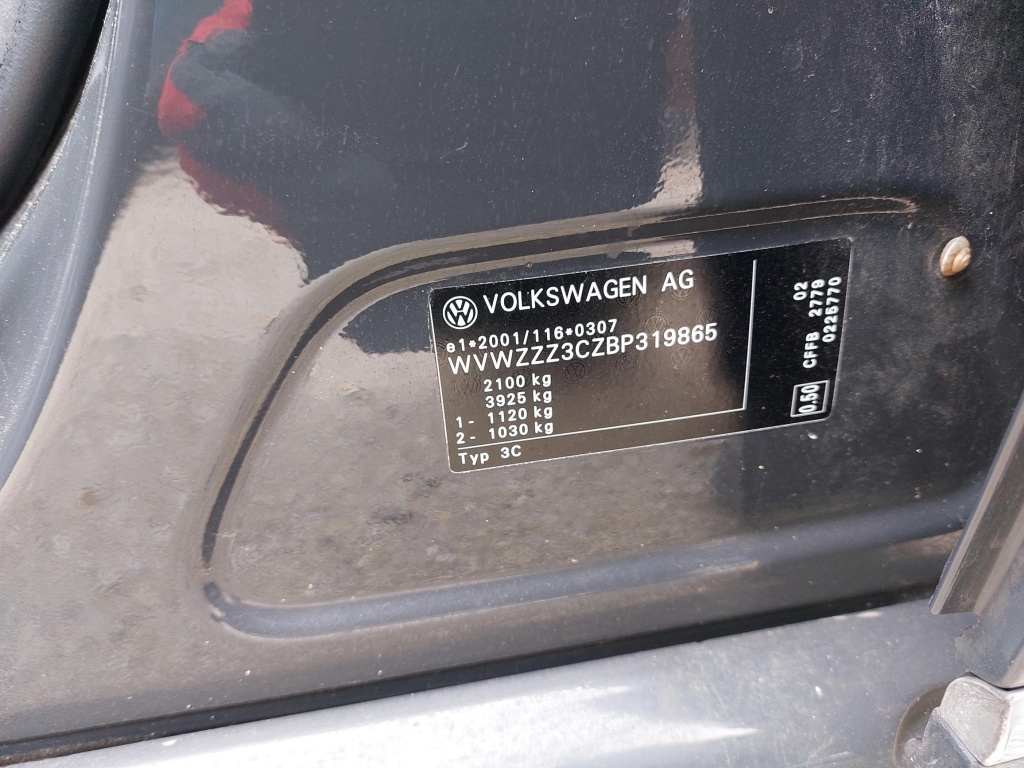 VOLKSWAGEN AG
e1*2001/116*0307
WVWZZZ3CZBP319865
2100 kg
3925 kg
1- 1120 kg
2- 1030 kg
Typ 3C
02
CFFB 2779
0225770
0,50